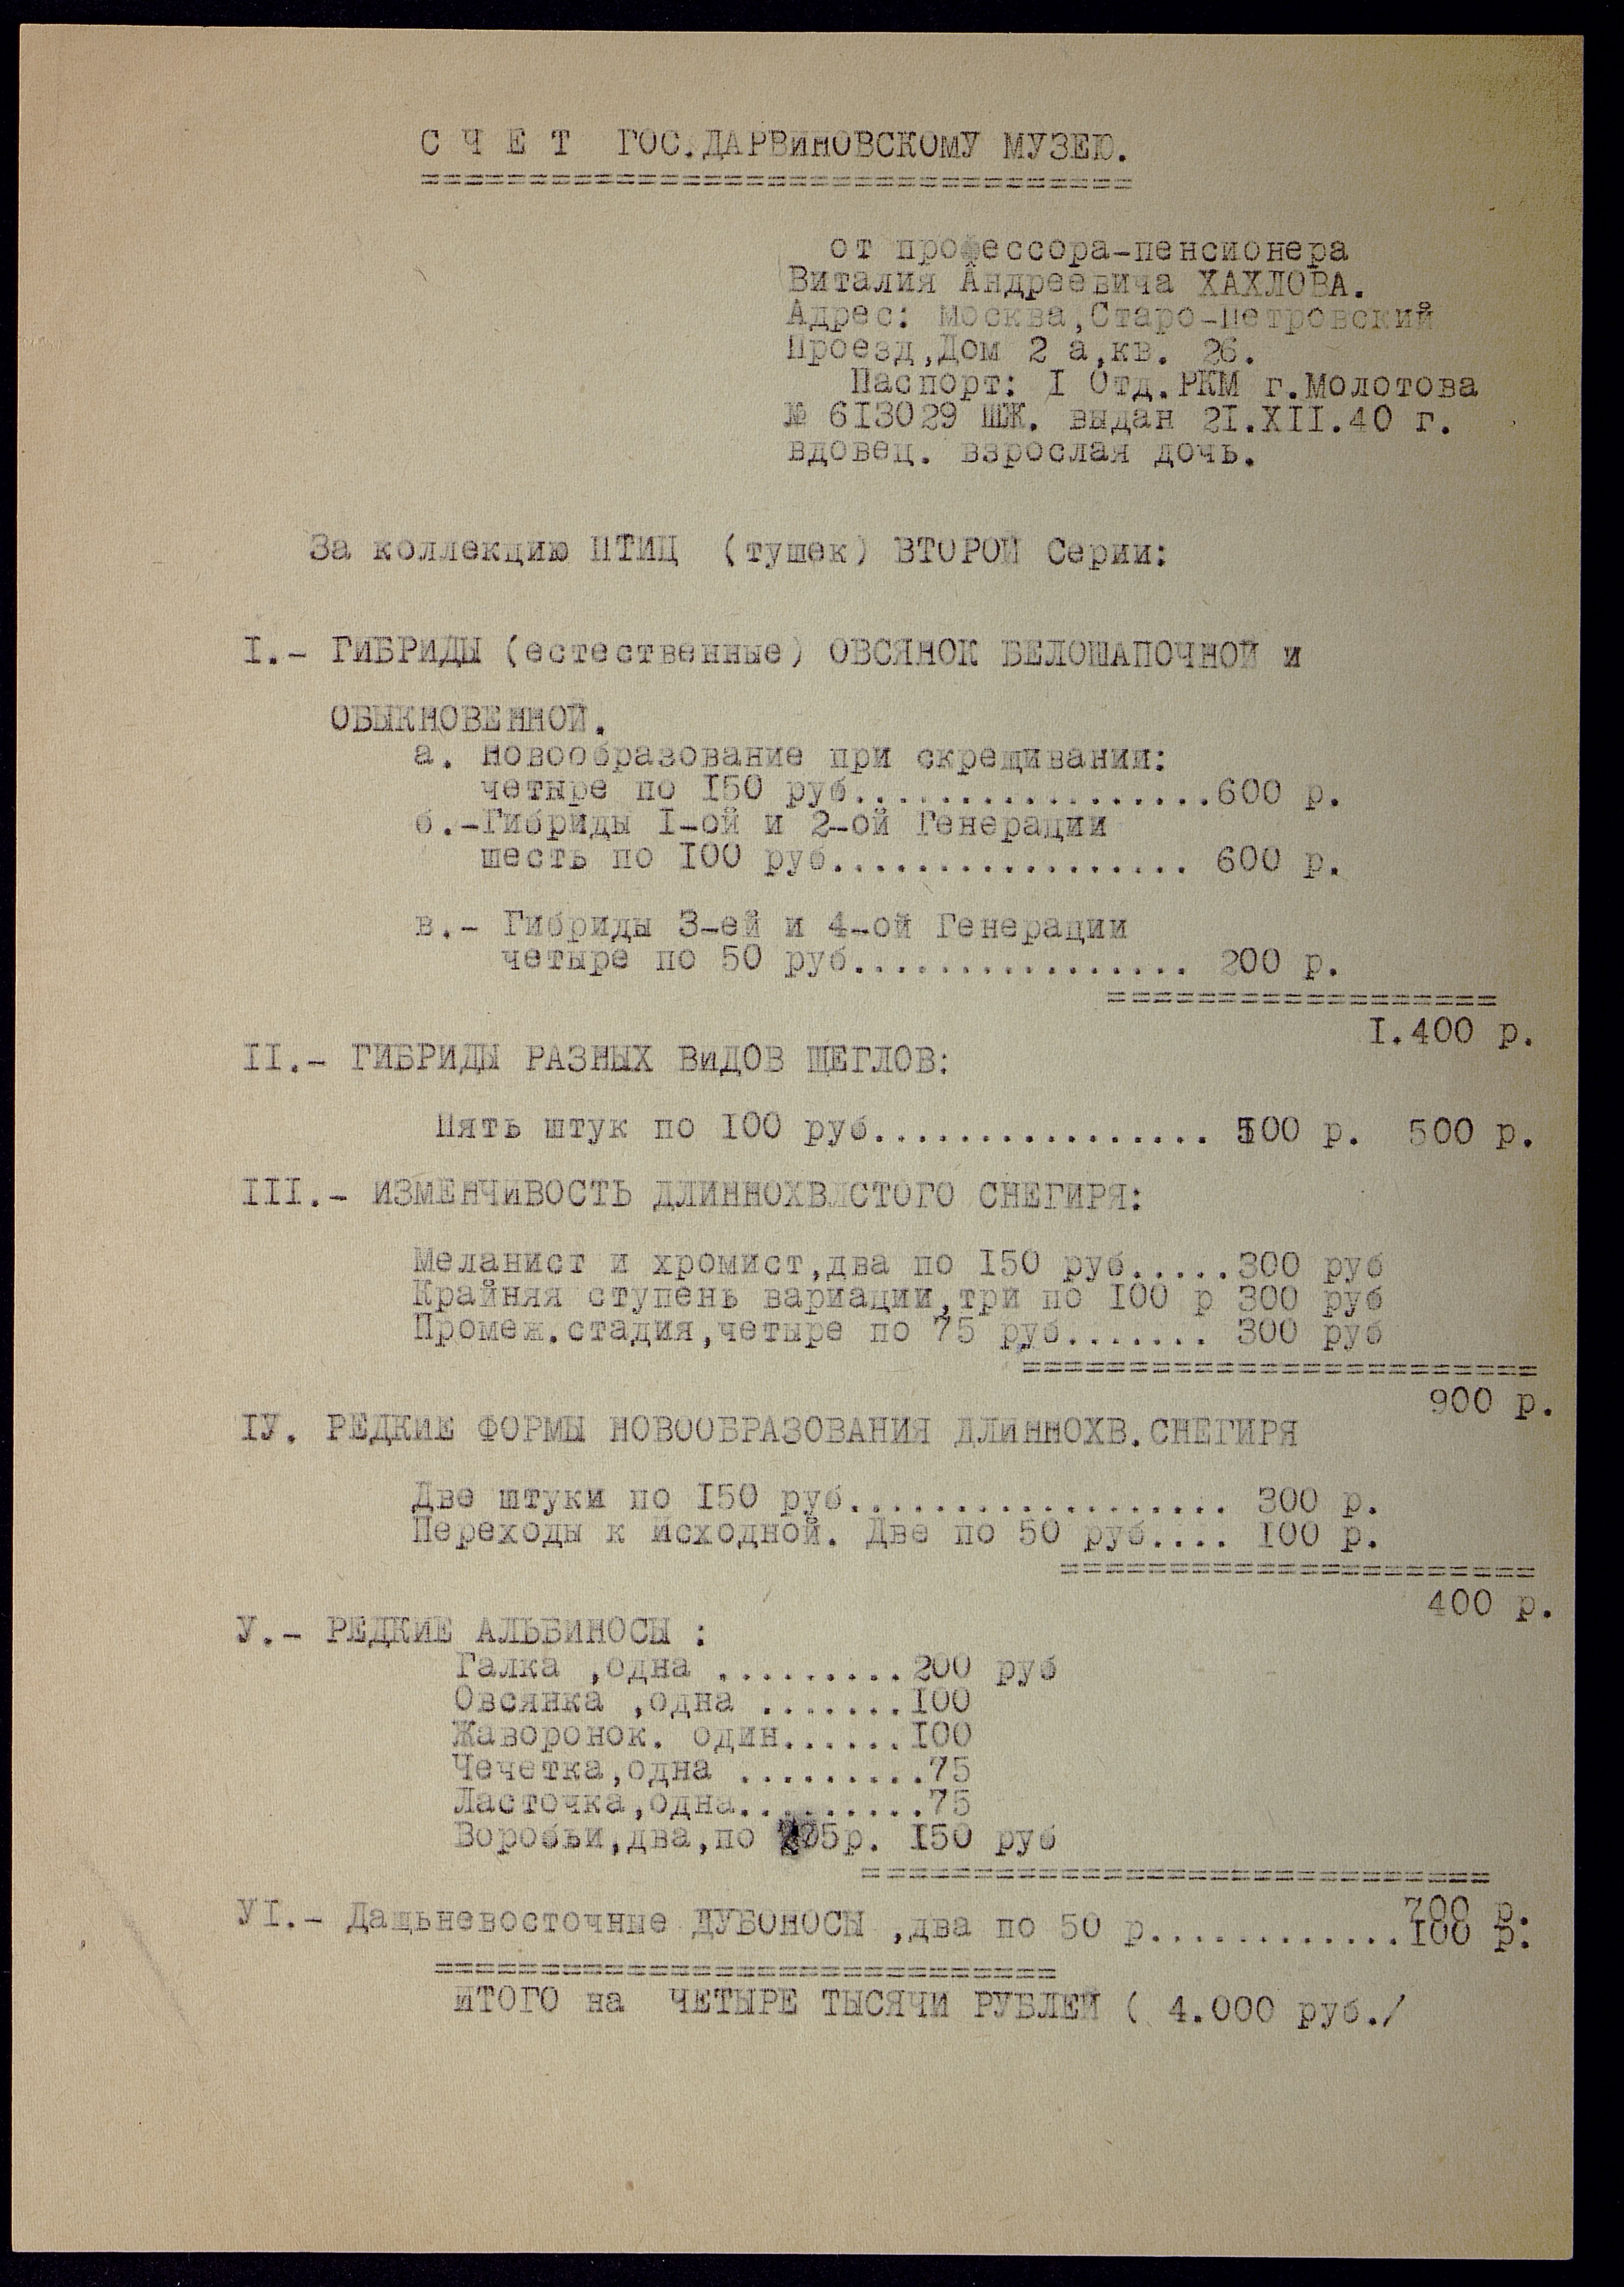 С Ч Е Т ГОС.ДАРВИНОВСКОМУ МУЗЕЮ.
от профессора-пенсионера
Виталия Андреевича ХАХЛОВА.
Адрес: Москва,Старо-Петровский
Проезд,Дом 2 а,кв. 26.
Паспорт: I Отд.РКМ г.Молотова
№ 613029 ШЖ. выдан 21.XII.40 г.
вдовец. взрослая дочь.
За коллекцию ПТИЦ (тушек) ВТОРОЙ Серии:
I.- ГИБРИДЫ (естественные) ОВСЯНОК БЕЛОШАПОЧНОЙ и
ОБЫКНОВЕННОЙ.
а. Новообразование при скрещивании:
четыре по 150 руб.................600 р.
б.-Гибриды I-ой и 2-ой Генерации
шесть по 100 руб................. 600 р.
в.- Гибриды 3-ей и 4-ой Генерации
четыре по 50 руб................ 200 р.
1.400 р.
II.- ГИБРИДЫ РАЗНЫХ ВИДОВ ЩЕГЛОВ:
Пять штук по 100 руб................ 500 р. 500 р.
III.- ИЗМЕНЧИВОСТЬ ДЛИННОХВЛСТОГО СНЕГИРЯ:
Меланист и хромист,два по 150 руб.....300 руб
Крайняя ступень вариации,три по 100 р 300 руб
Промеж.стадия,четыре по 75 руб....... 300 руб
900 р.
IУ. РЕДКИЕ ФОРМЫ НОВООБРАЗОВАНИЯ ДЛИННОХВ.СНЕГИРЯ
Две штуки по 150 руб.................. 300 р.
Переходы к Исходной. Две по 50 руб.... 100 р.
400 р.
У.- РЕДКИЕ АЛЬБИНОСЫ :
Галка ,одна .........200 руб
Овсянка ,одна .......100
Жаворонок. один......100
Чечетка,одна .........75
Ласточка,одна.........75
Воробьи,два,по 75р. 150 руб
700 р.
УI.- Дащьневосточные ДУБОНОСЫ ,два по 50 р............100 р.
ИТОГО на ЧЕТЫРЕ ТЫСЯЧИ РУБЛЕЙ ( 4.000 руб./